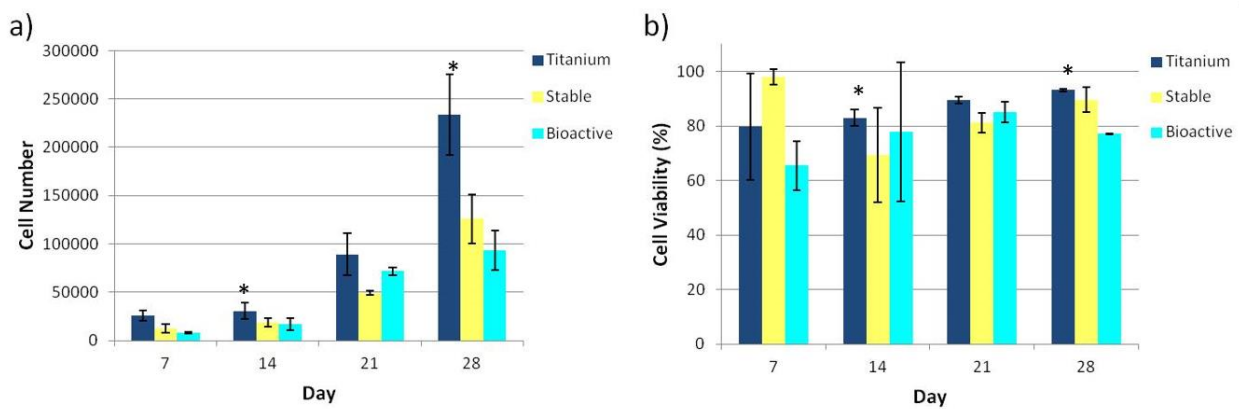 a)
300000
250000
200000
150000
100000
50000
0
Cell Number
*
*
7 14 21 28
Day
Titanium
Stable
Bioactive
b)
100
80
60
40
20
0
Cell Viability (%)
*
*
7 14 21 28
Day
Titanium
Stable
Bioactive